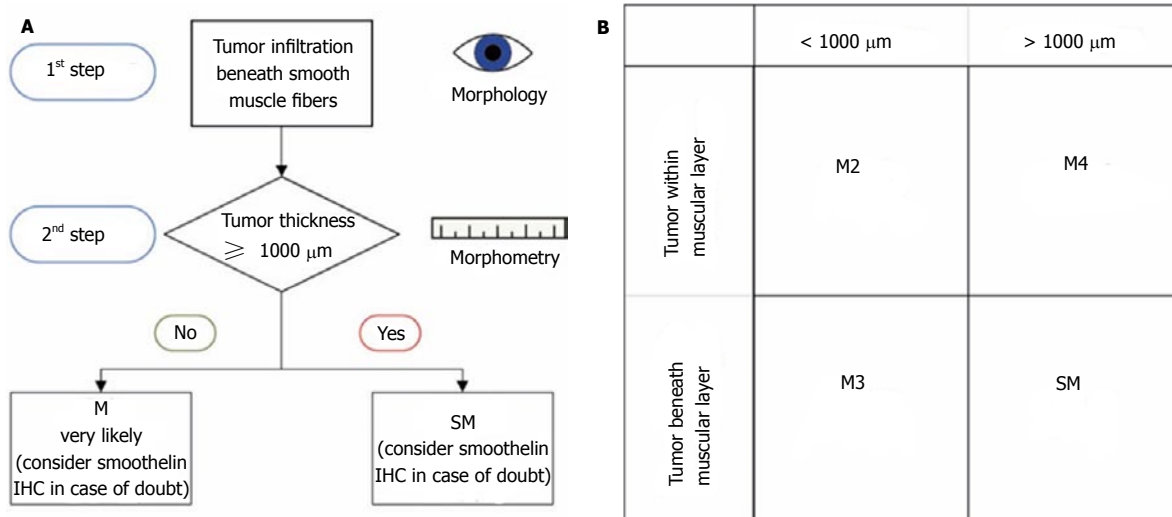 A
1st step
Tumor infiltration
beneath smooth
muscle fibers
Morphology
2nd step
Tumor thickness
⩾ 1000 μm
Morphometry
No
Yes
M
very likely
(consider smoothelin
IHC in case of doubt)
SM
(consider smoothelin
IHC in case of doubt)
B
< 1000 μm
> 1000 μm
Tumor within
muscular layer
M2
M4
Tumor beneath
muscular layer
M3
SM